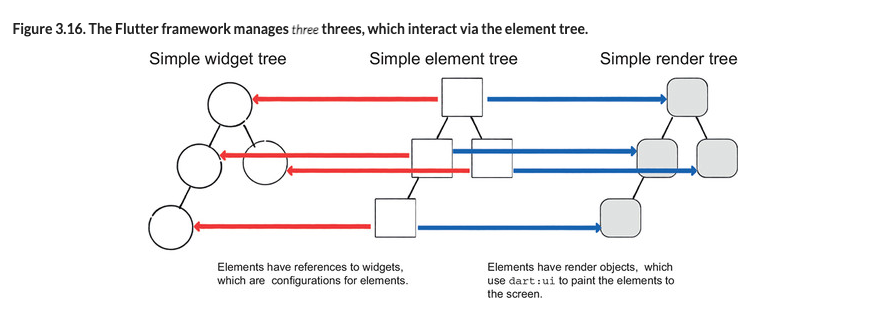 Figure 3.16. The Flutter framework manages three threes, which interact via the element tree.
Simple widget tree
Simple element tree
Simple render tree
Elements have references to widgets,
which are configurations for elements.
Elements have render objects, which
use dart:ui to paint the elements to
the screen.